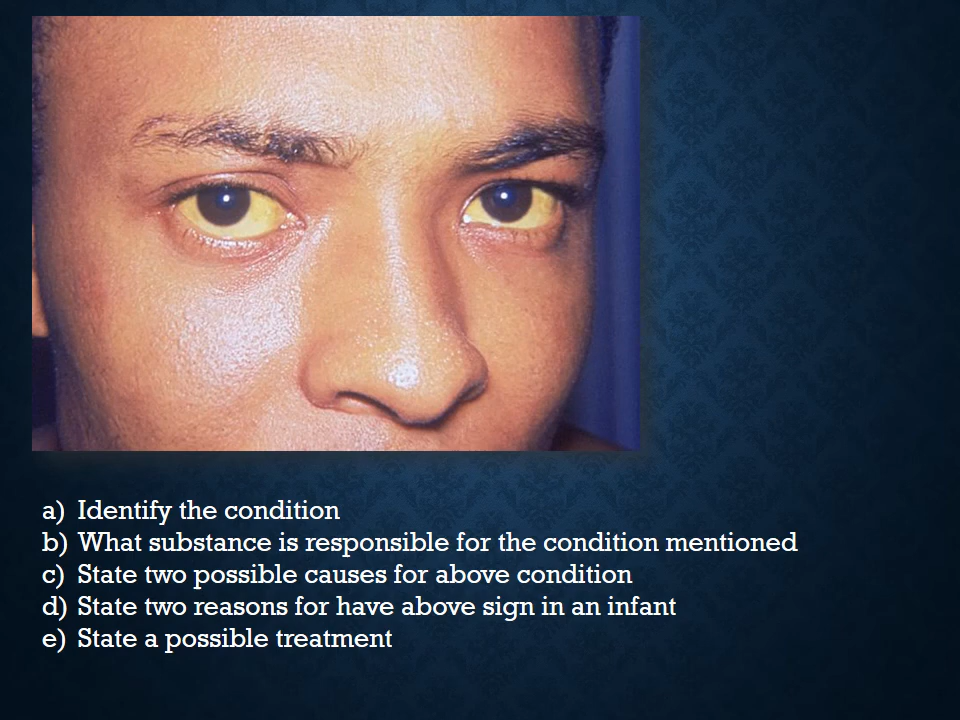 a) Identify the condition
b) What substance is responsible for the condition mentioned
c) State two possible causes for above condition
d) State two reasons for have above sign in an infant
e) State a possible treatment